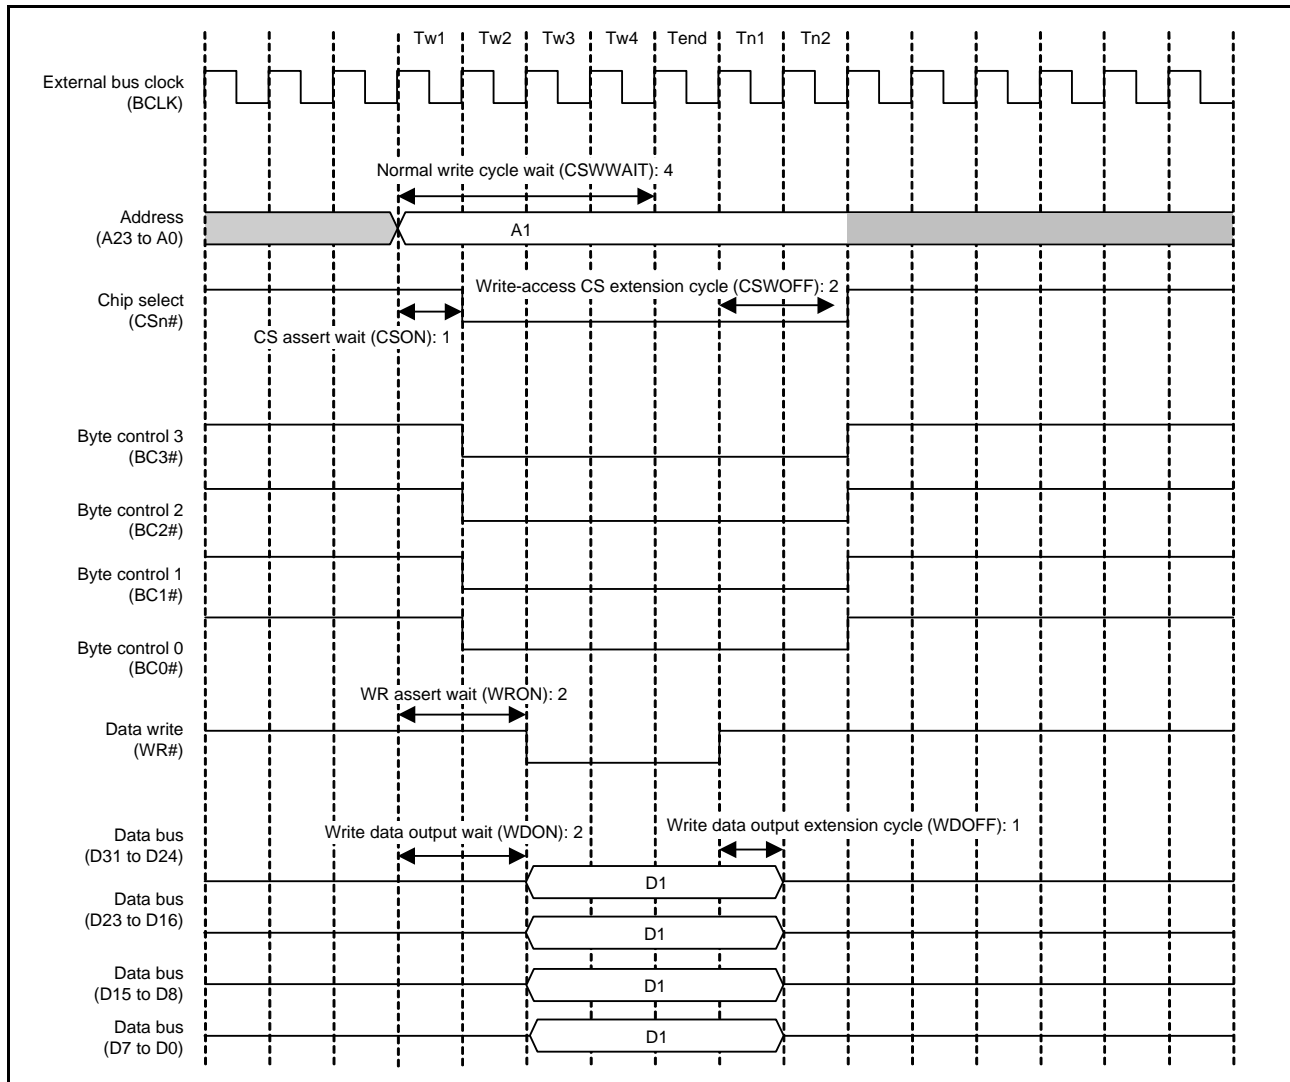 Tw1 Tw2 Tw3 Tw4 Tend Tn1 Tn2
External bus clock
(BCLK)
Normal write cycle wait (CSWWAIT): 4
Address
(A23 to A0)
A1
Write-access CS extension cycle (CSWOFF): 2
Chip select
(CSn#)
CS assert wait (CSON): 1
Byte control 3
(BC3#)
Byte control 2
(BC2#)
Byte control 1
(BC1#)
Byte control 0
(BC0#)
WR assert wait (WRON): 2
Data write
(WR#)
Write data output wait (WDON): 2
Write data output extension cycle (WDOFF): 1
Data bus
(D31 to D24)
D1
Data bus
(D23 to D16)
D1
Data bus
(D15 to D8)
D1
Data bus
(D7 to D0)
D1